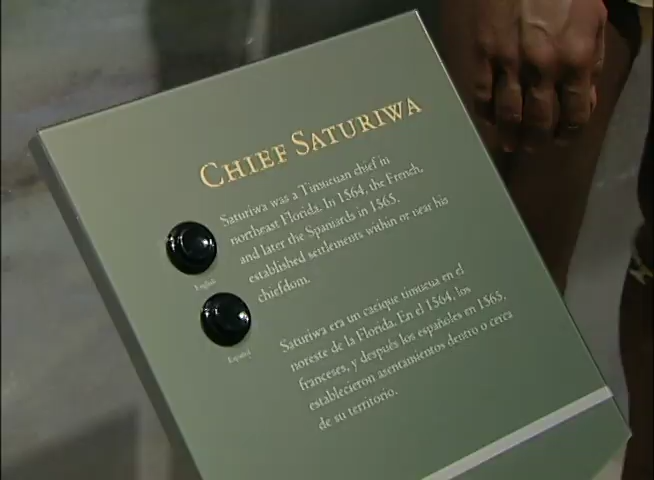 CHIEF SATURIWA
Saturiwa was a Timucuan chief in
northeast Florida. In 1564, the French,
and later the Spaniards in 1565,
established settlements within or near his
chiefdom.
English
Español
Saturiwa era un cacique timucua en el
noreste de la Florida. En el 1564, los
franceses, y después los españoles en 1565,
establecieron asentamientos dentro o cerca
de su territorio.